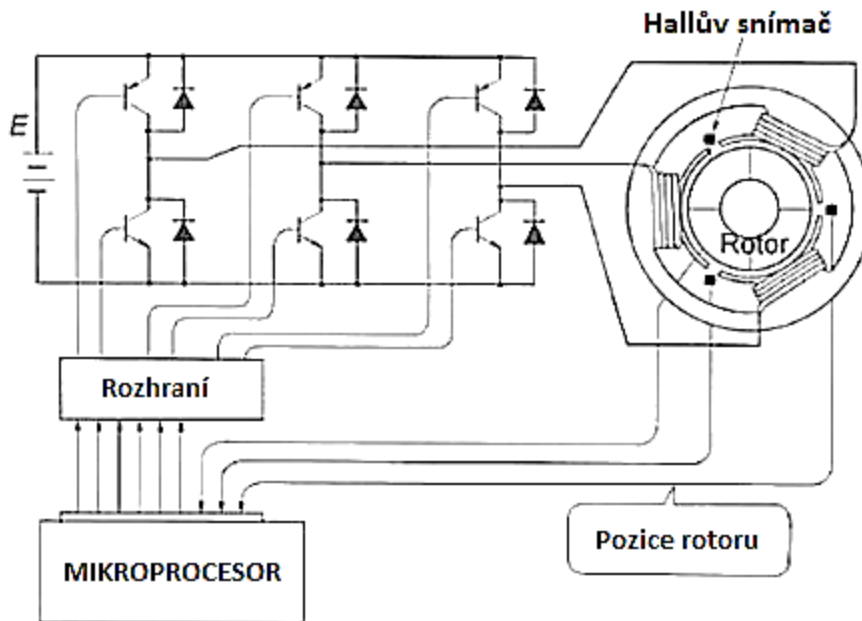 Hallův snímač
E
Rotor
Rozhraní
Pozice rotoru
MIKROPROCESOR